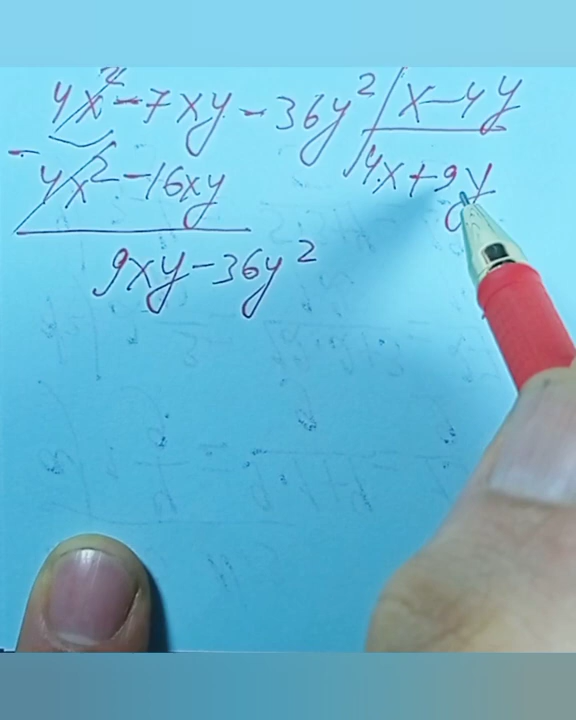 4x² - 7xy - 36y² | x - 4y
- 4x² - 16xy | 4x + 9y
9xy - 36y²